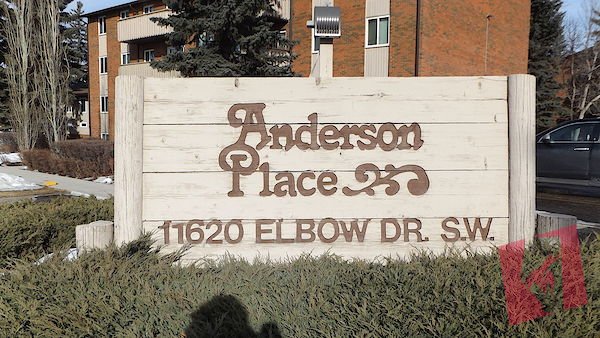 Anderson
Place
11620 ELBOW DR. S.W.